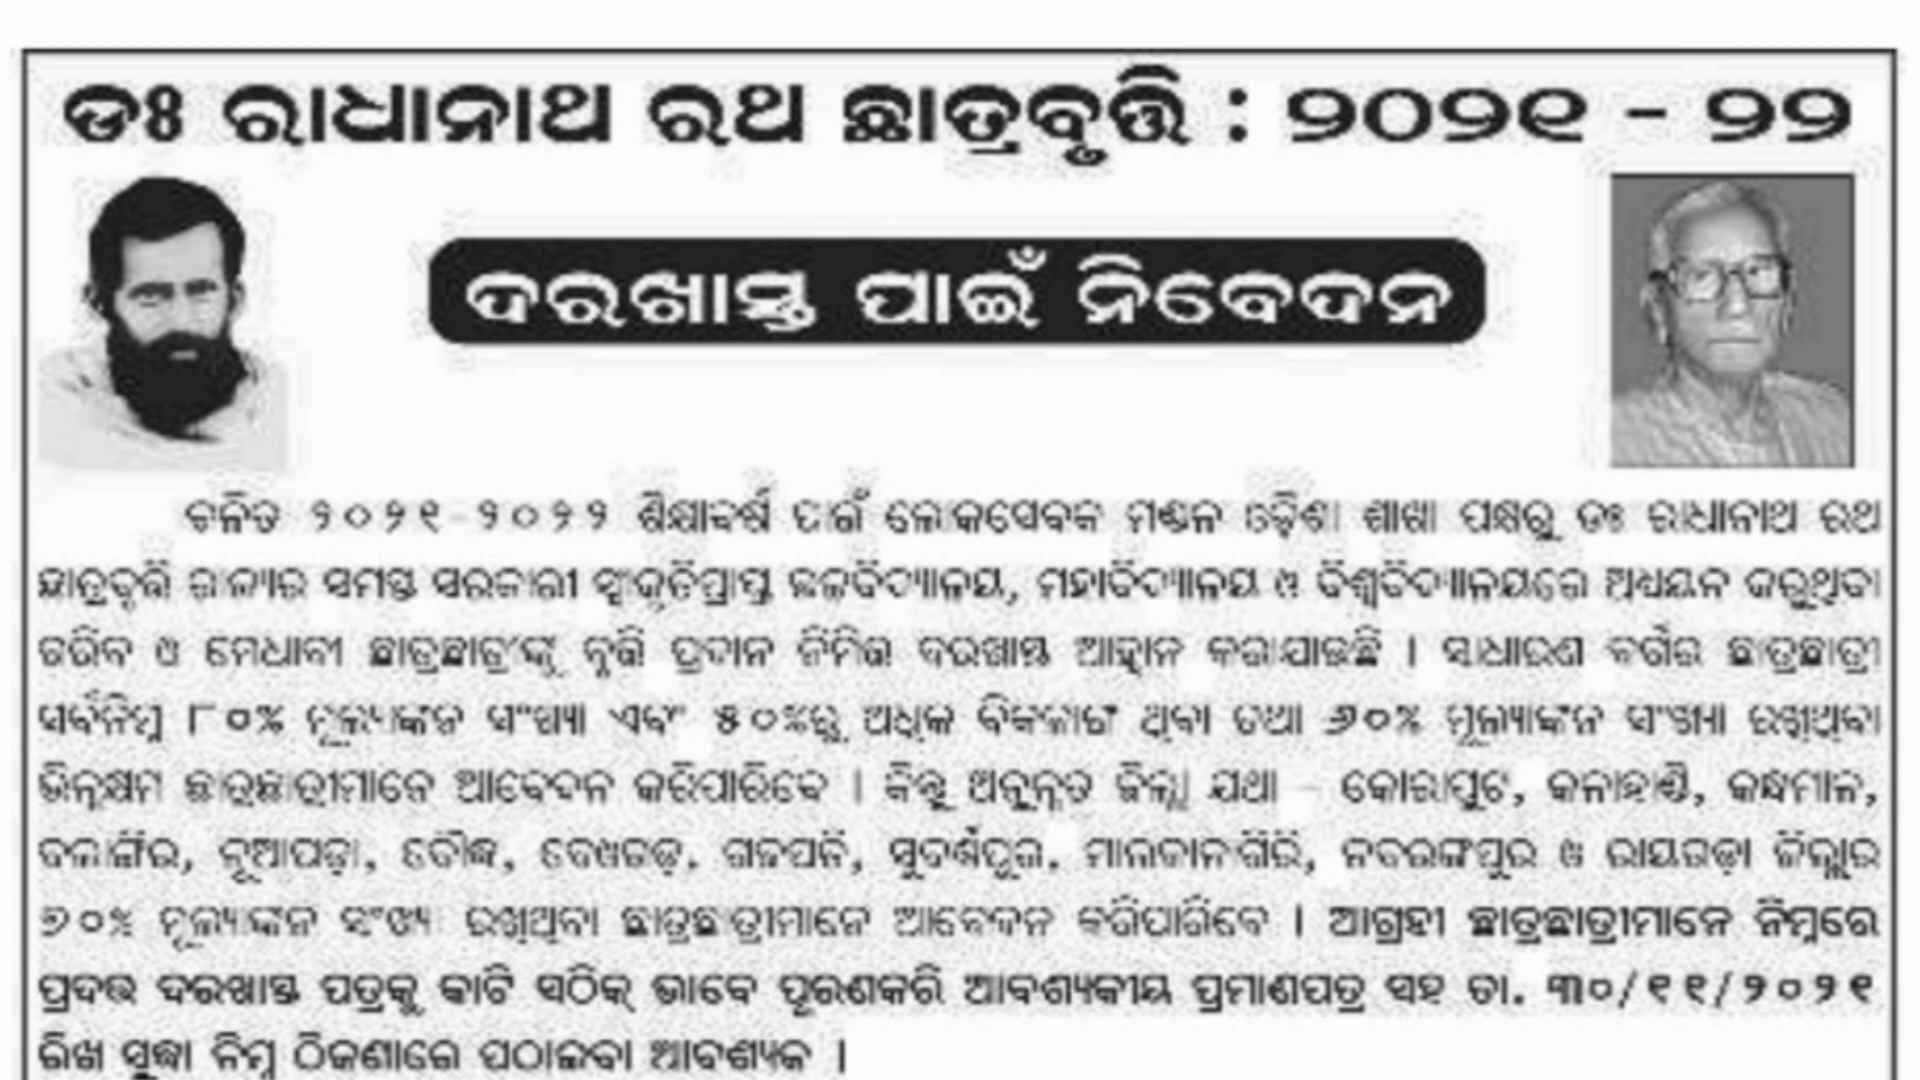 ଡଃ ରାଧାନାଥ ରଥ ଛାତ୍ରବୃତ୍ତି : ୨୦୨୧ - ୨୨
ଦରଖାସ୍ତ ପାଇଁ ନିବେଦନ
ଚଳିତ ୨୦୨୧-୨୦୨୨ ଶିକ୍ଷାବର୍ଷ ପାଇଁ ଲୋକସେବକ ମଣ୍ଡଳ ଓଡ଼ିଶା ଶାଖା ପକ୍ଷରୁ ଡଃ ରାଧାନାଥ ରଥ
ଛାତ୍ରବୃତ୍ତି ରାଜ୍ୟର ସମସ୍ତ ସରକାରୀ ସ୍ୱୀକୃତିପ୍ରାପ୍ତ ଉଚ୍ଚବିଦ୍ୟାଳୟ, ମହାବିଦ୍ୟାଳୟ ଓ ବିଶ୍ୱବିଦ୍ୟାଳୟରେ ଅଧ୍ୟୟନ କରୁଥିବା
ଗରିବ ଓ ମେଧାବୀ ଛାତ୍ରଛାତ୍ରୀଙ୍କୁ ବୃତ୍ତି ପ୍ରଦାନ ନିମିତ୍ତ ଦରଖାସ୍ତ ଆହ୍ୱାନ କରାଯାଉଛି । ସାଧାରଣ ବର୍ଗର ଛାତ୍ରଛାତ୍ରୀ
ସର୍ବନିମ୍ନ ୮୦% ମୂଲ୍ୟାଙ୍କନ ସଂଖ୍ୟା ଏବଂ ୫୦%ରୁ ଅଧିକ ବିକଳାଙ୍ଗ ଥିବା ତଥା ୬୦% ମୂଲ୍ୟାଙ୍କନ ସଂଖ୍ୟା ରଖିଥିବା
ଭିନ୍ନକ୍ଷମ ଛାତ୍ରଛାତ୍ରୀମାନେ ଆବେଦନ କରିପାରିବେ । କିନ୍ତୁ ଅନୁନ୍ନତ ଜିଲ୍ଲା ଯଥା - କୋରାପୁଟ, କଳାହାଣ୍ଡି, କନ୍ଧମାଳ,
ବଲାଙ୍ଗିର, ନୂଆପଡ଼ା, ବୌଦ୍ଧ, ଦେଓଗଡ଼, ଗଜପତି, ସୁବର୍ଣ୍ଣପୁର, ମାଲକାନଗିରି, ନବରଙ୍ଗପୁର ଓ ରାୟଗଡ଼ା ଜିଲ୍ଲାର
୭୦% ମୂଲ୍ୟାଙ୍କନ ସଂଖ୍ୟା ରଖିଥିବା ଛାତ୍ରଛାତ୍ରୀମାନେ ଆବେଦନ କରିପାରିବେ । ଆଗ୍ରହୀ ଛାତ୍ରଛାତ୍ରୀମାନେ ନିମ୍ନରେ
ପ୍ରଦତ୍ତ ଦରଖାସ୍ତ ପତ୍ରକୁ କାଟି ସଠିକ୍ ଭାବେ ପୂରଣକରି ଆବଶ୍ୟକୀୟ ପ୍ରମାଣପତ୍ର ସହ ତା. ୩୦/୧୧/୨୦୨୧
ରିଖ ସୁଦ୍ଧା ନିମ୍ନ ଠିକଣାରେ ପଠାଇବା ଆବଶ୍ୟକ ।